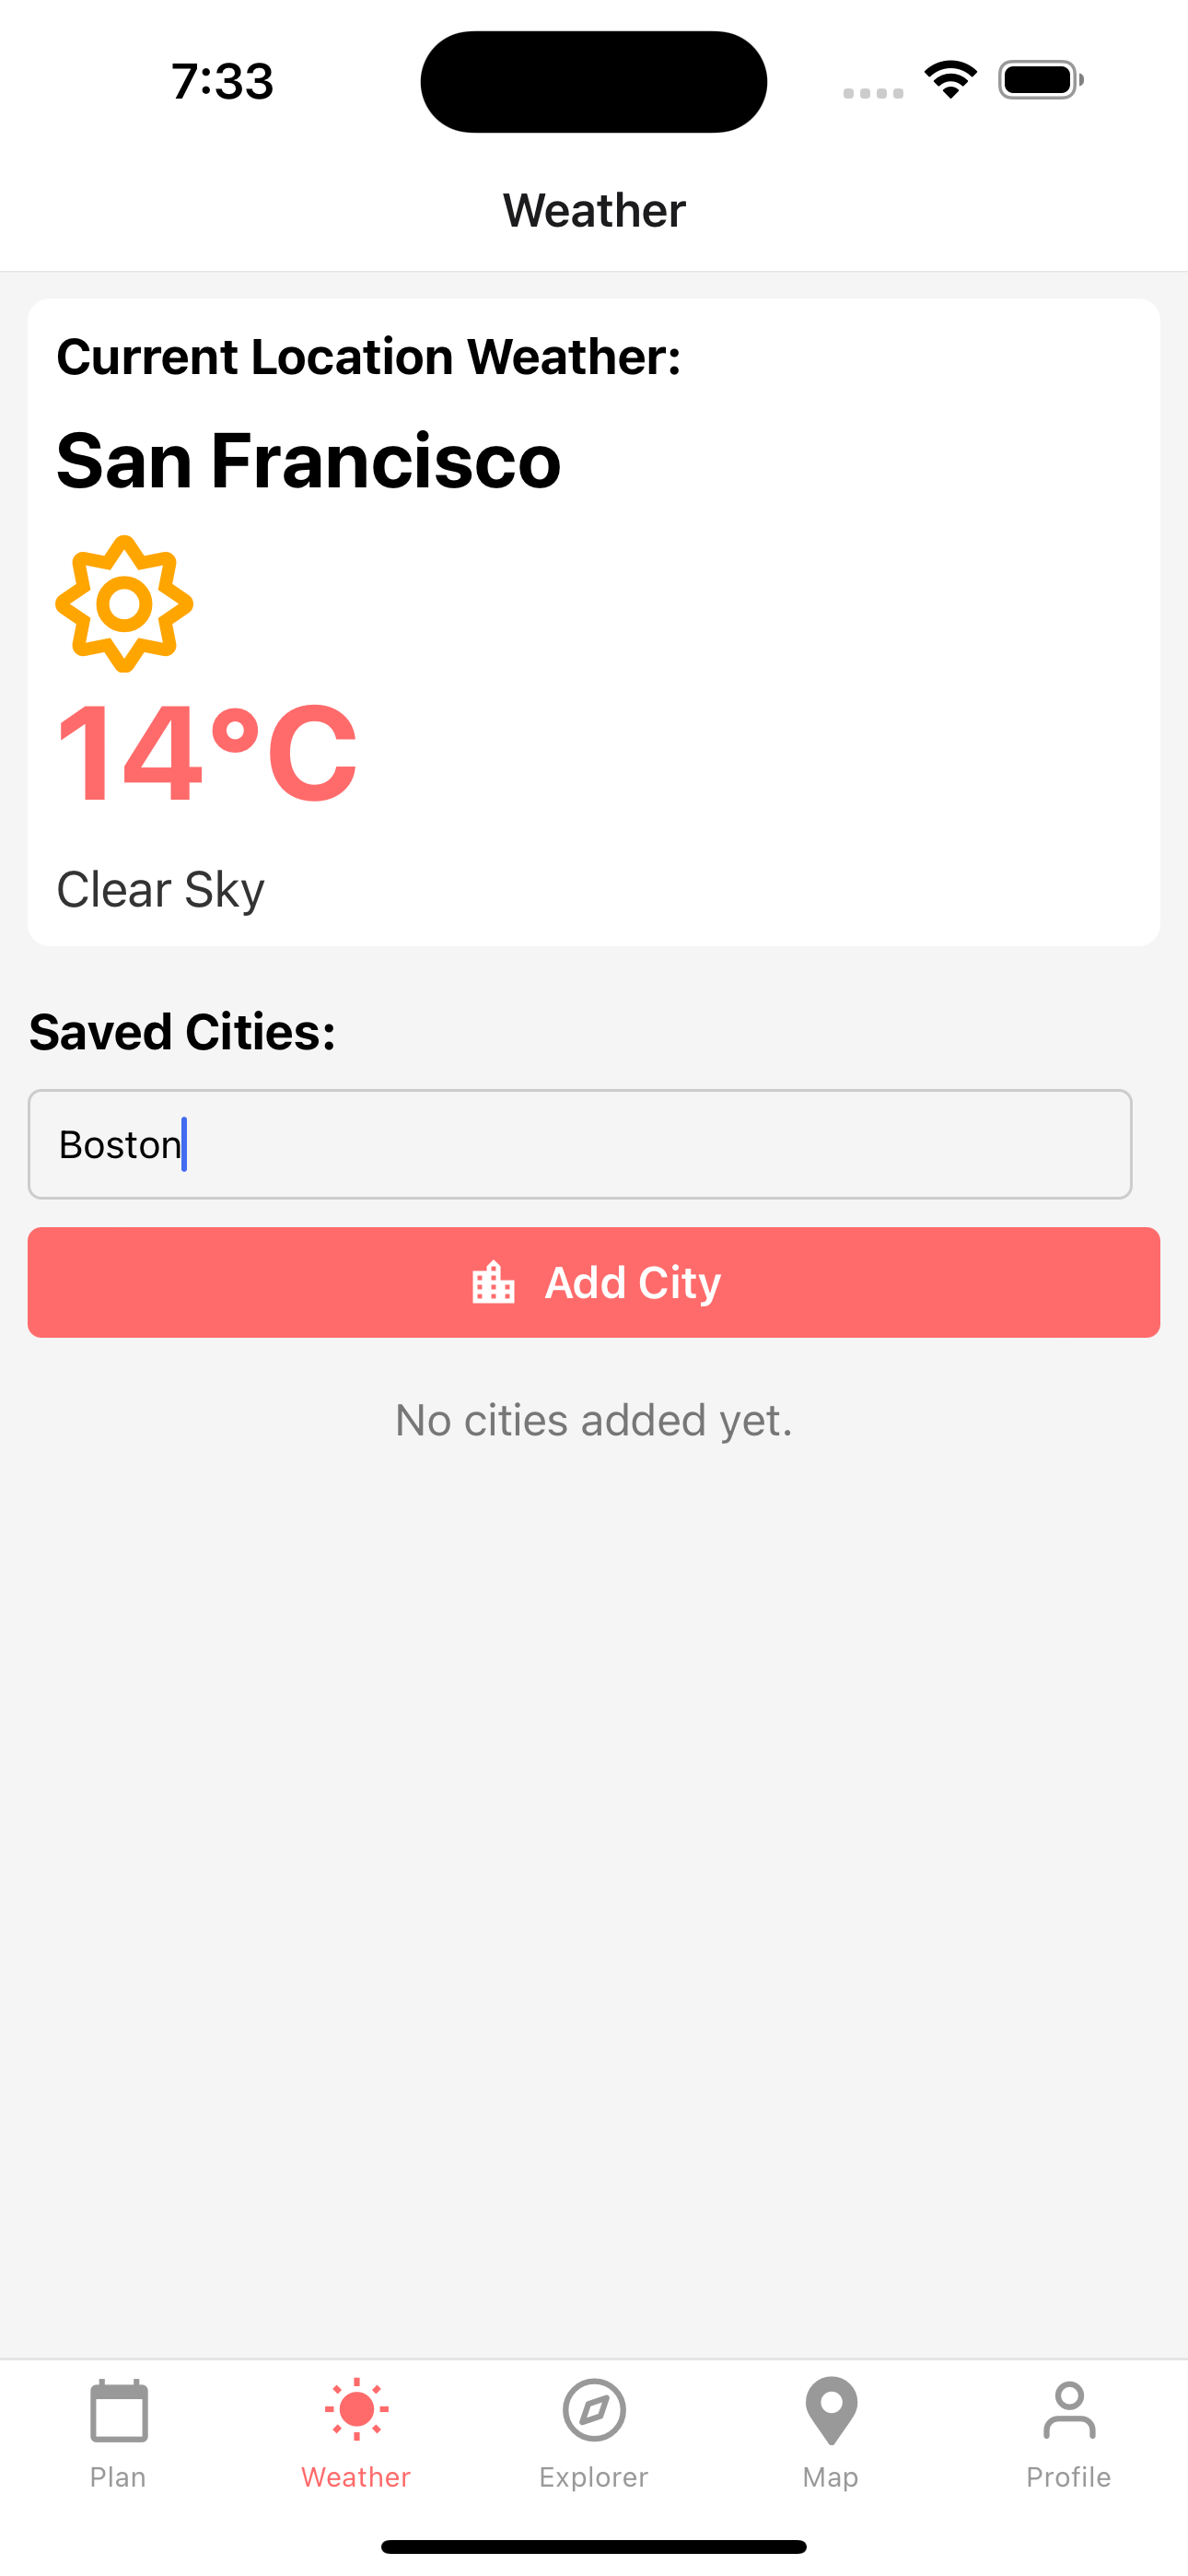 7:33
Weather
Current Location Weather:
San Francisco
14°C
Clear Sky
Saved Cities:
Boston
Add City
No cities added yet.
Plan Weather Explorer Map Profile